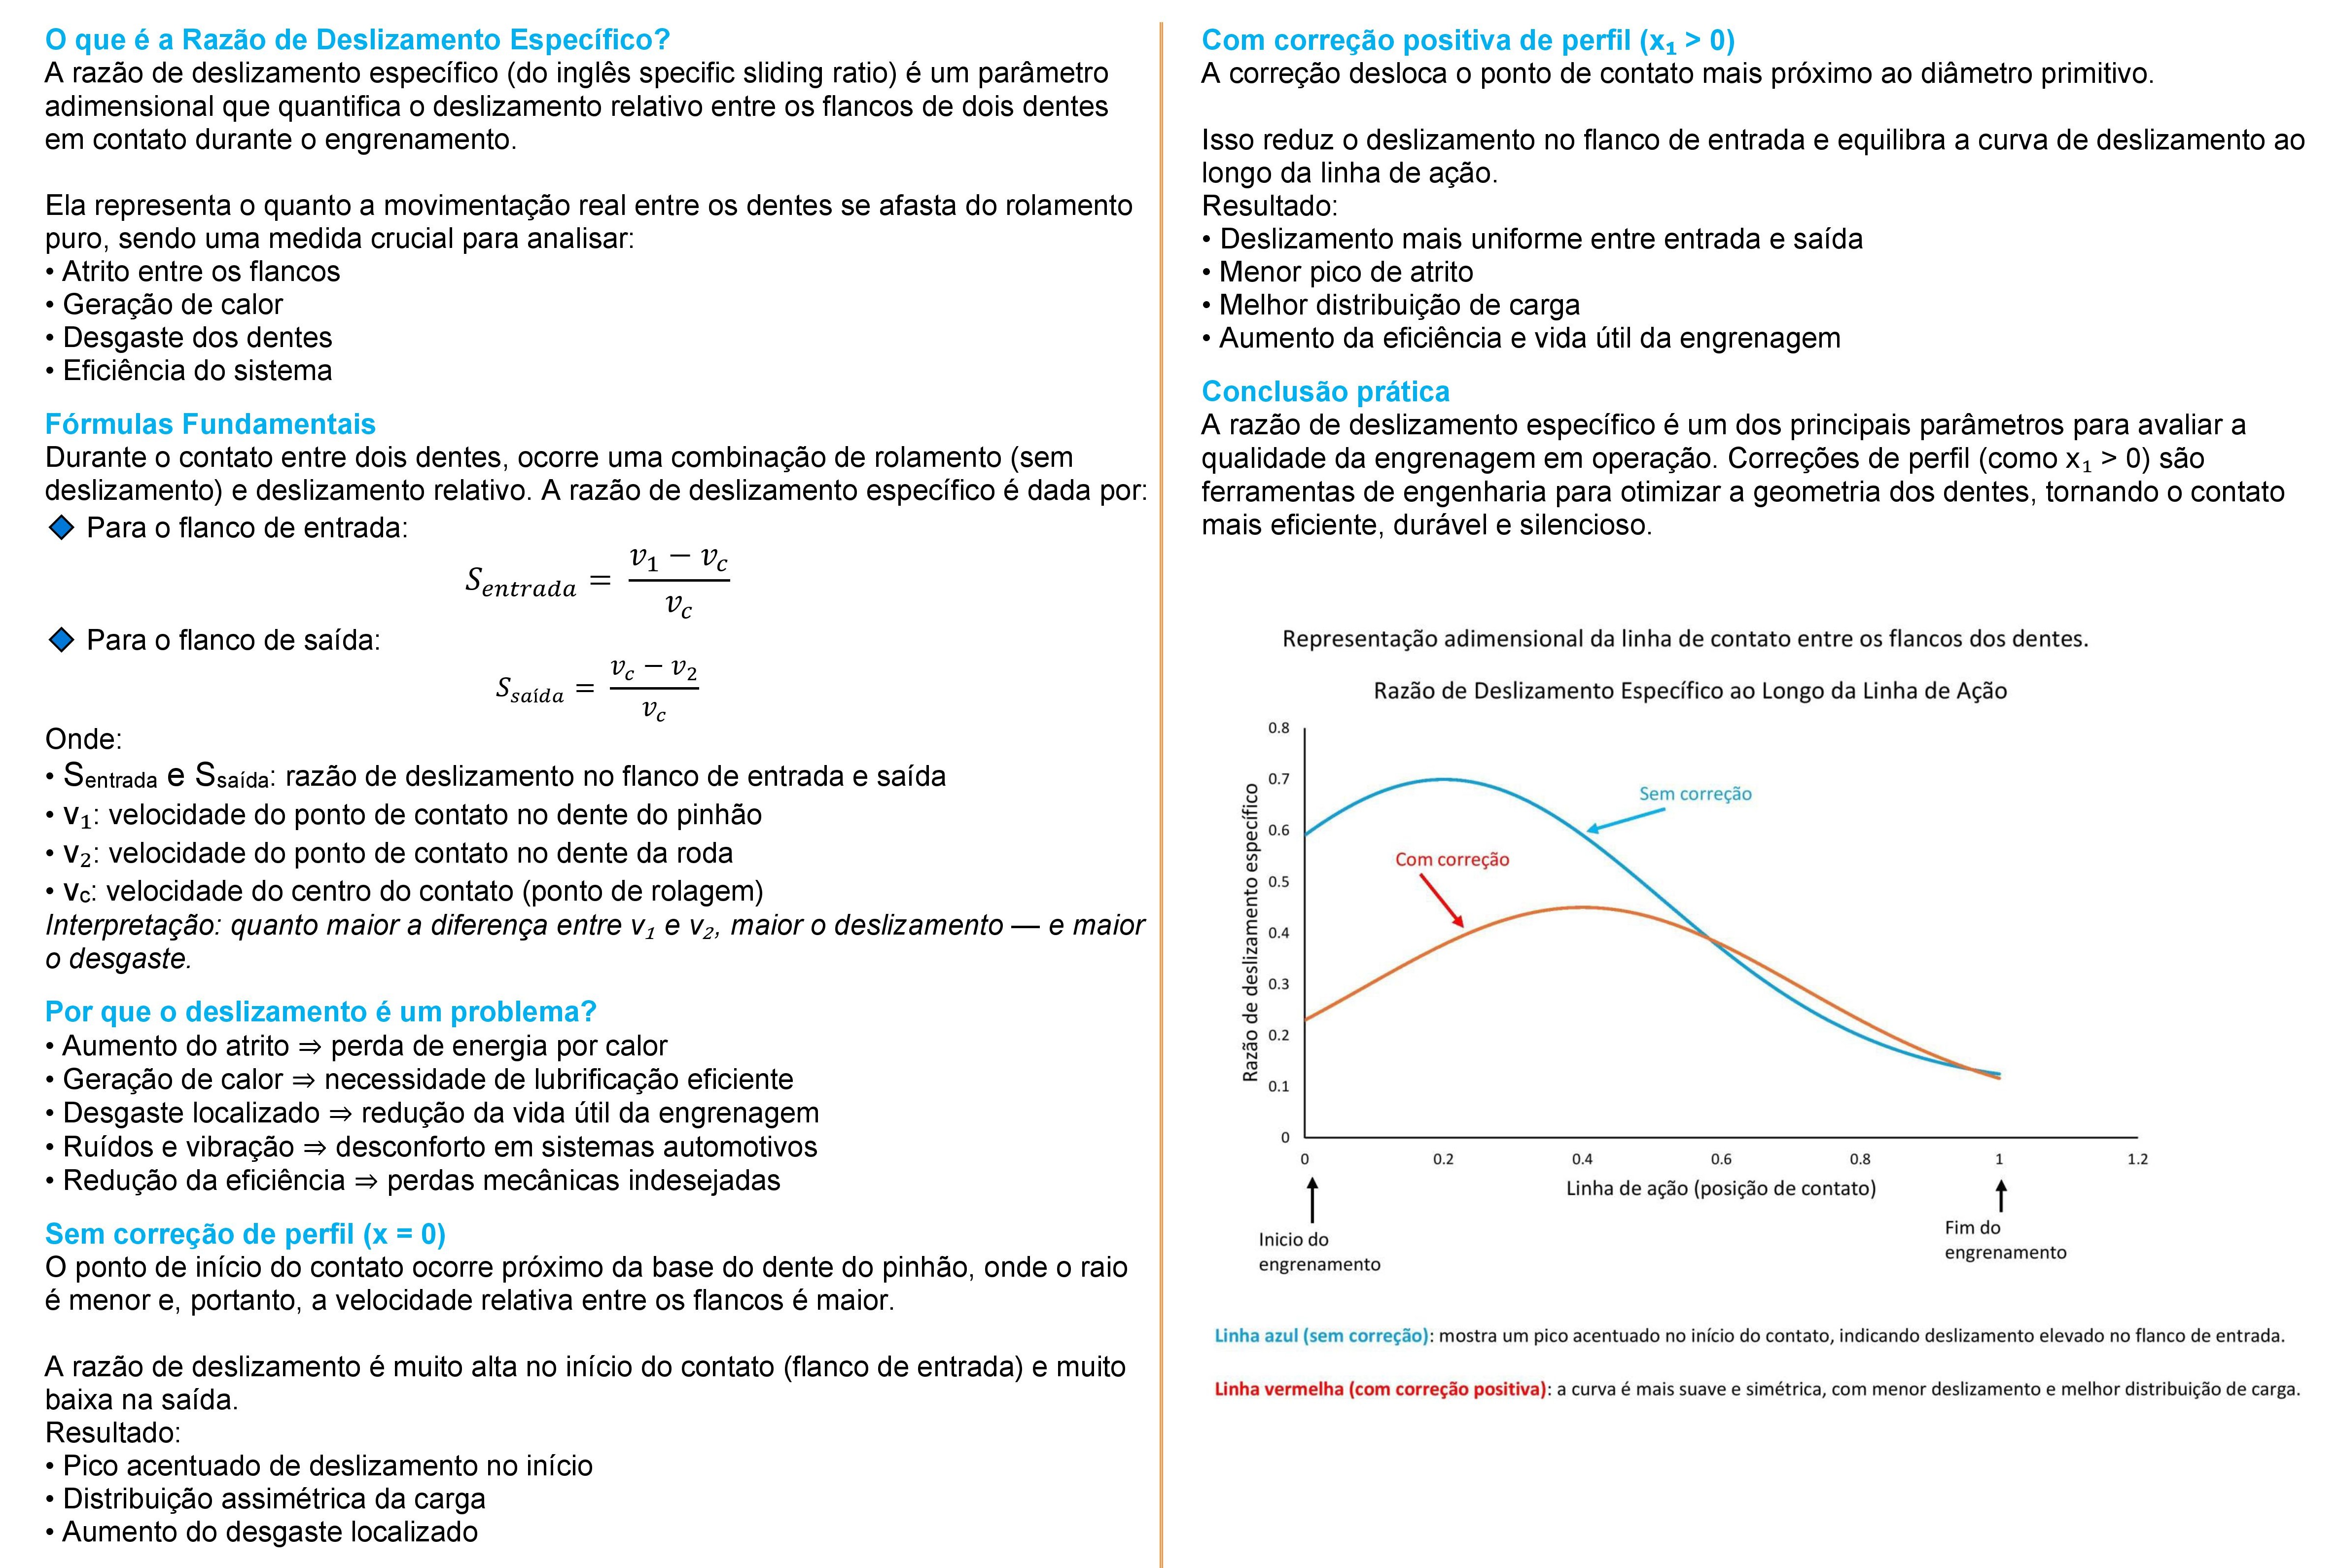 O que é a Razão de Deslizamento Específico?
A razão de deslizamento específico (do inglês specific sliding ratio) é um parâmetro
adimensional que quantifica o deslizamento relativo entre os flancos de dois dentes
em contato durante o engrenamento.
Ela representa o quanto a movimentação real entre os dentes se afasta do rolamento
puro, sendo uma medida crucial para analisar:
• Atrito entre os flancos
• Geração de calor
• Desgaste dos dentes
• Eficiência do sistema
Fórmulas Fundamentais
Durante o contato entre dois dentes, ocorre uma combinação de rolamento (sem
deslizamento) e deslizamento relativo. A razão de deslizamento específico é dada por:
🔷 Para o flanco de entrada:
S_entrada = (v₁ − v_c) / v_c
🔷 Para o flanco de saída:
S_saída = (v_c − v₂) / v_c
Onde:
• Sentrada e Ssaída: razão de deslizamento no flanco de entrada e saída
• v₁: velocidade do ponto de contato no dente do pinhão
• v₂: velocidade do ponto de contato no dente da roda
• vc: velocidade do centro do contato (ponto de rolagem)
Interpretação: quanto maior a diferença entre v₁ e v₂, maior o deslizamento — e maior
o desgaste.
Por que o deslizamento é um problema?
• Aumento do atrito ⇒ perda de energia por calor
• Geração de calor ⇒ necessidade de lubrificação eficiente
• Desgaste localizado ⇒ redução da vida útil da engrenagem
• Ruídos e vibração ⇒ desconforto em sistemas automotivos
• Redução da eficiência ⇒ perdas mecânicas indesejadas
Sem correção de perfil (x = 0)
O ponto de início do contato ocorre próximo da base do dente do pinhão, onde o raio
é menor e, portanto, a velocidade relativa entre os flancos é maior.
A razão de deslizamento é muito alta no início do contato (flanco de entrada) e muito
baixa na saída.
Resultado:
• Pico acentuado de deslizamento no início
• Distribuição assimétrica da carga
• Aumento do desgaste localizado
Com correção positiva de perfil (x₁ > 0)
A correção desloca o ponto de contato mais próximo ao diâmetro primitivo.
Isso reduz o deslizamento no flanco de entrada e equilibra a curva de deslizamento ao
longo da linha de ação.
Resultado:
• Deslizamento mais uniforme entre entrada e saída
• Menor pico de atrito
• Melhor distribuição de carga
• Aumento da eficiência e vida útil da engrenagem
Conclusão prática
A razão de deslizamento específico é um dos principais parâmetros para avaliar a
qualidade da engrenagem em operação. Correções de perfil (como x₁ > 0) são
ferramentas de engenharia para otimizar a geometria dos dentes, tornando o contato
mais eficiente, durável e silencioso.
Representação adimensional da linha de contato entre os flancos dos dentes.
Razão de Deslizamento Específico ao Longo da Linha de Ação
Razão de deslizamento específico
0.8
0.7
0.6
0.5
0.4
0.3
0.2
0.1
0
Sem correção
Com correção
0 0.2 0.4 0.6 0.8 1 1.2
Linha de ação (posição de contato)
Inicio do
engrenamento
Fim do
engrenamento
Linha azul (sem correção): mostra um pico acentuado no início do contato, indicando deslizamento elevado no flanco de entrada.
Linha vermelha (com correção positiva): a curva é mais suave e simétrica, com menor deslizamento e melhor distribuição de carga.